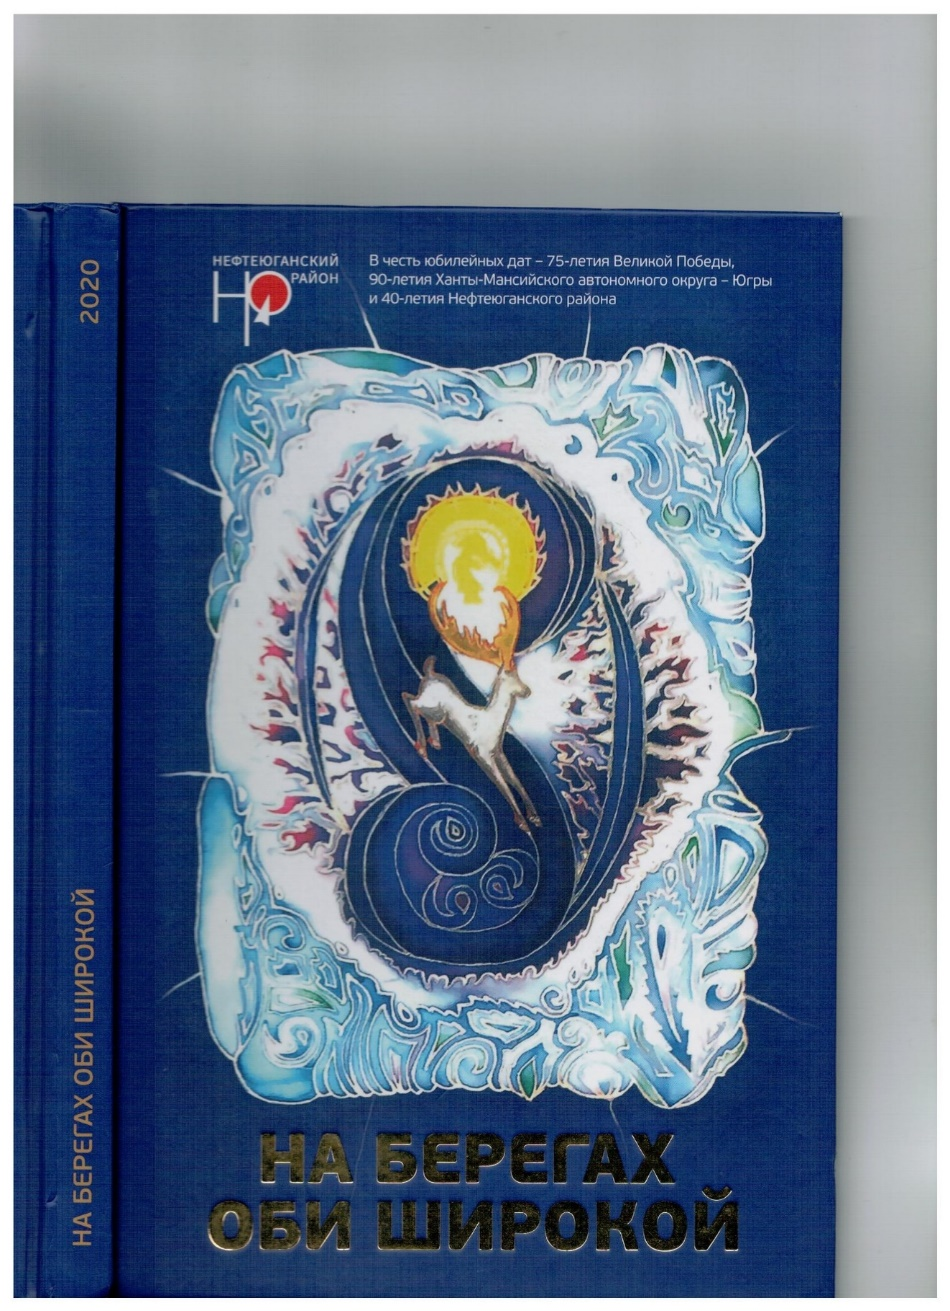 2020
НА БЕРЕГАХ ОБИ ШИРОКОЙ
НЕФТЕЮГАНСКИЙ
РАЙОН
НР
В честь юбилейных дат – 75-летия Великой Победы,
90-летия Ханты-Мансийского автономного округа – Югры
и 40-летия Нефтеюганского района
НА БЕРЕГАХ
ОБИ ШИРОКОЙ